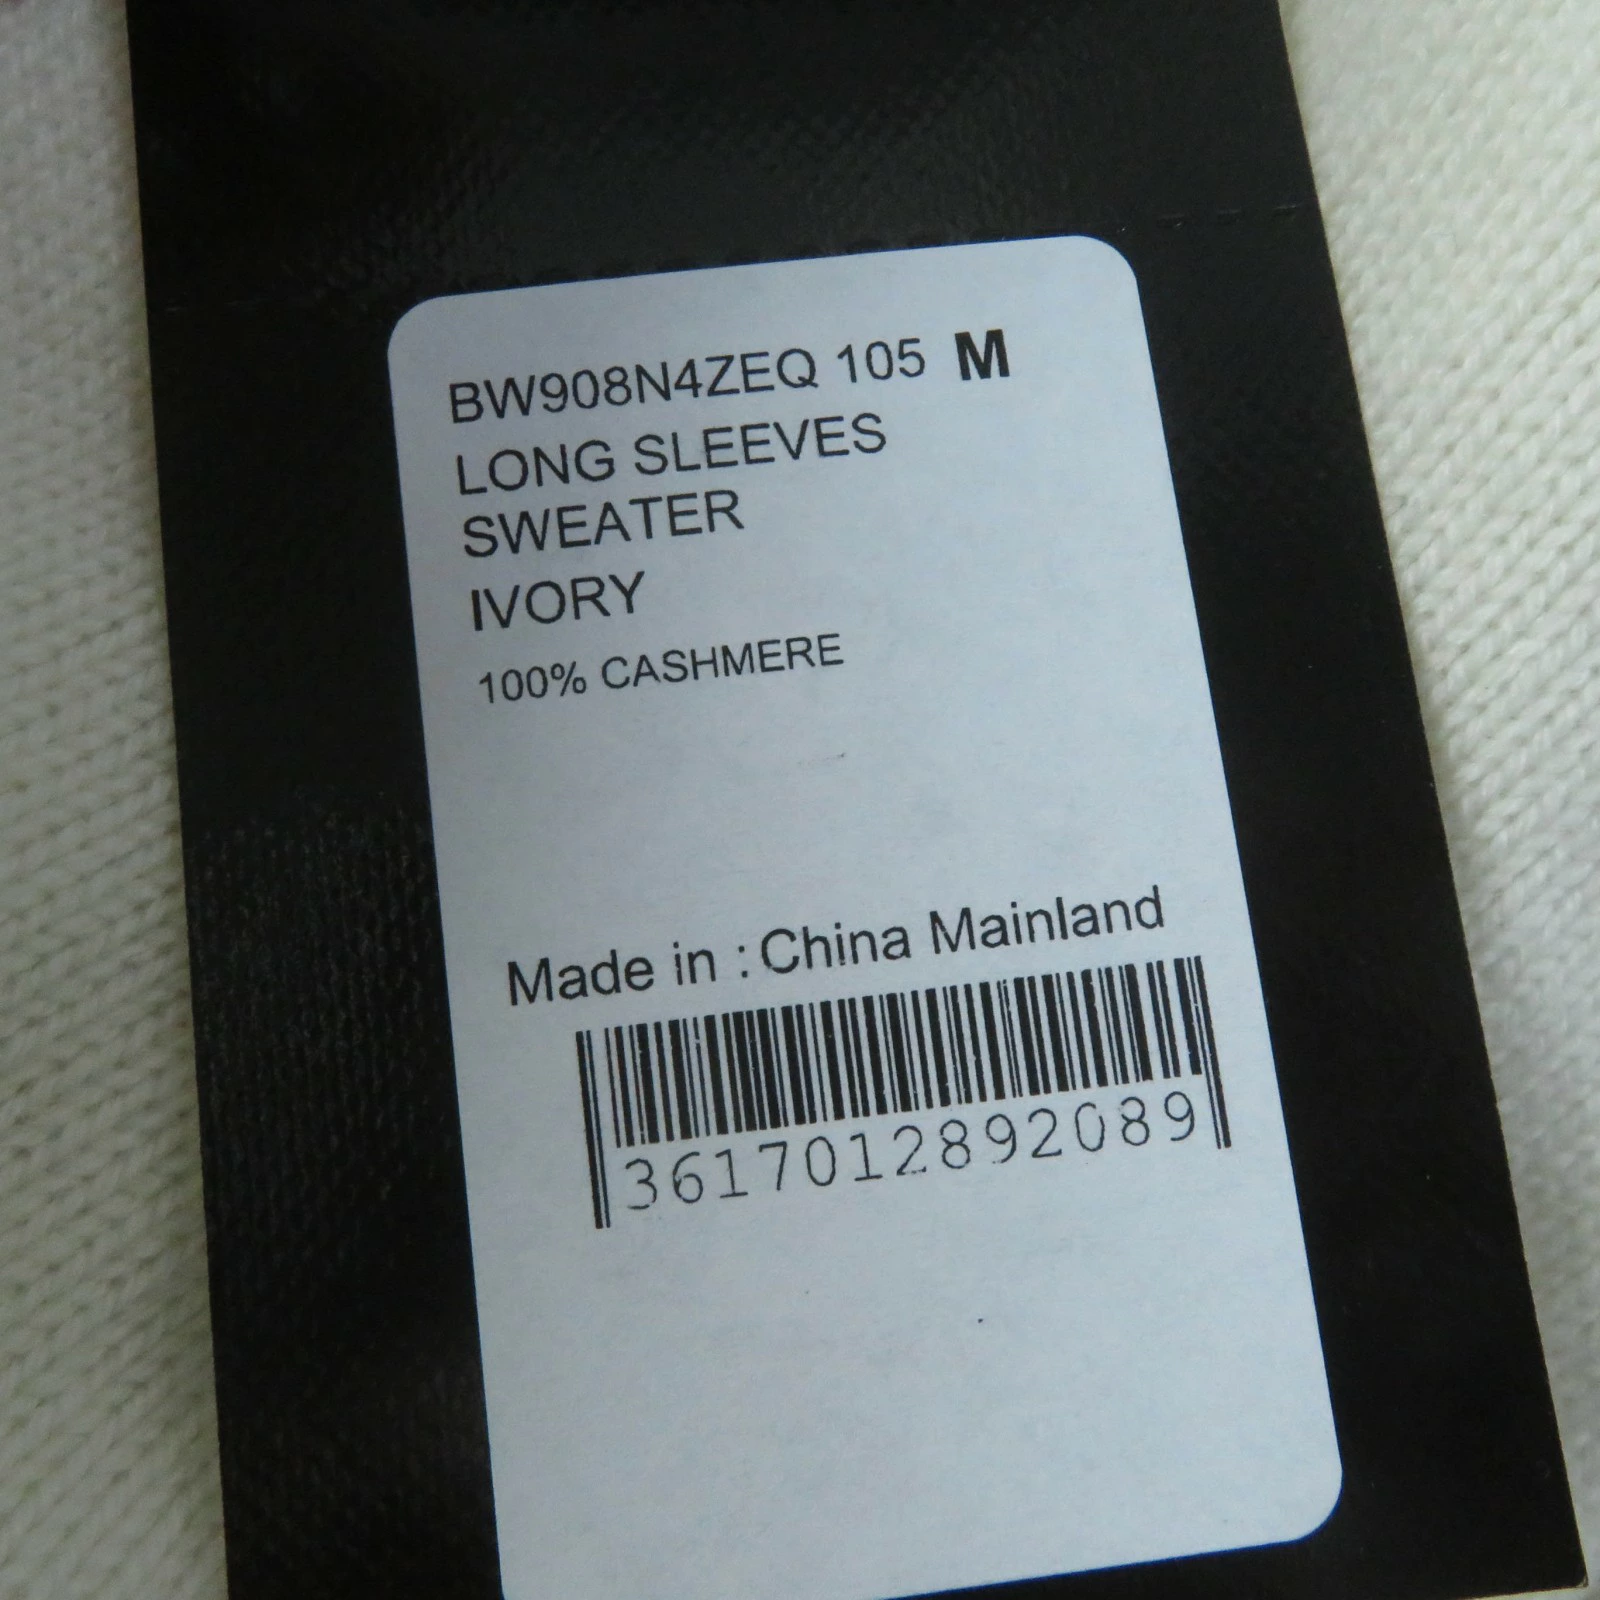 BW908N4ZEQ 105 M
LONG SLEEVES
SWEATER
IVORY
100% CASHMERE
Made in : China Mainland
3617012892089